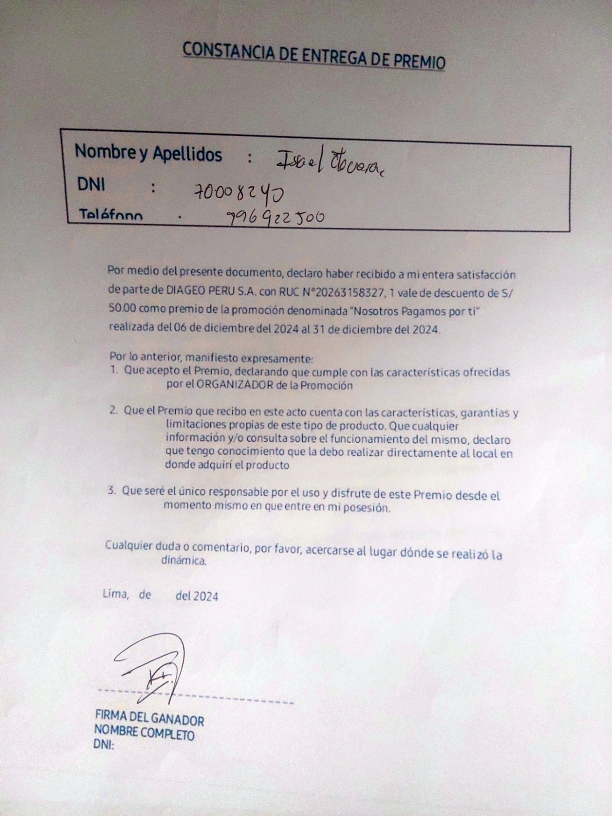 CONSTANCIA DE ENTREGA DE PREMIO
Nombre y Apellidos : Isael
DNI : 70008240
Teléfono : 996922500
Por medio del presente documento, declaro haber recibido a mi entera satisfacción
de parte de DIAGEO PERU S.A. con RUC N°20263158327, 1 vale de descuento de S/
50.00 como premio de la promoción denominada "Nosotros Pagamos por ti"
realizada del 06 de diciembre del 2024 al 31 de diciembre del 2024.
Por lo anterior, manifiesto expresamente:
1. Que acepto el Premio, declarando que cumple con las características ofrecidas
por el ORGANIZADOR de la Promoción
2. Que el Premio que recibo en este acto cuenta con las características, garantías y
limitaciones propias de este tipo de producto. Que cualquier
información y/o consulta sobre el funcionamiento del mismo, declaro
que tengo conocimiento que la debo realizar directamente al local en
donde adquirí el producto
3. Que seré el único responsable por el uso y disfrute de este Premio desde el
momento mismo en que entre en mi posesión.
Cualquier duda o comentario, por favor, acercarse al lugar dónde se realizó la
dinámica.
Lima, de del 2024
FIRMA DEL GANADOR
NOMBRE COMPLETO
DNI: